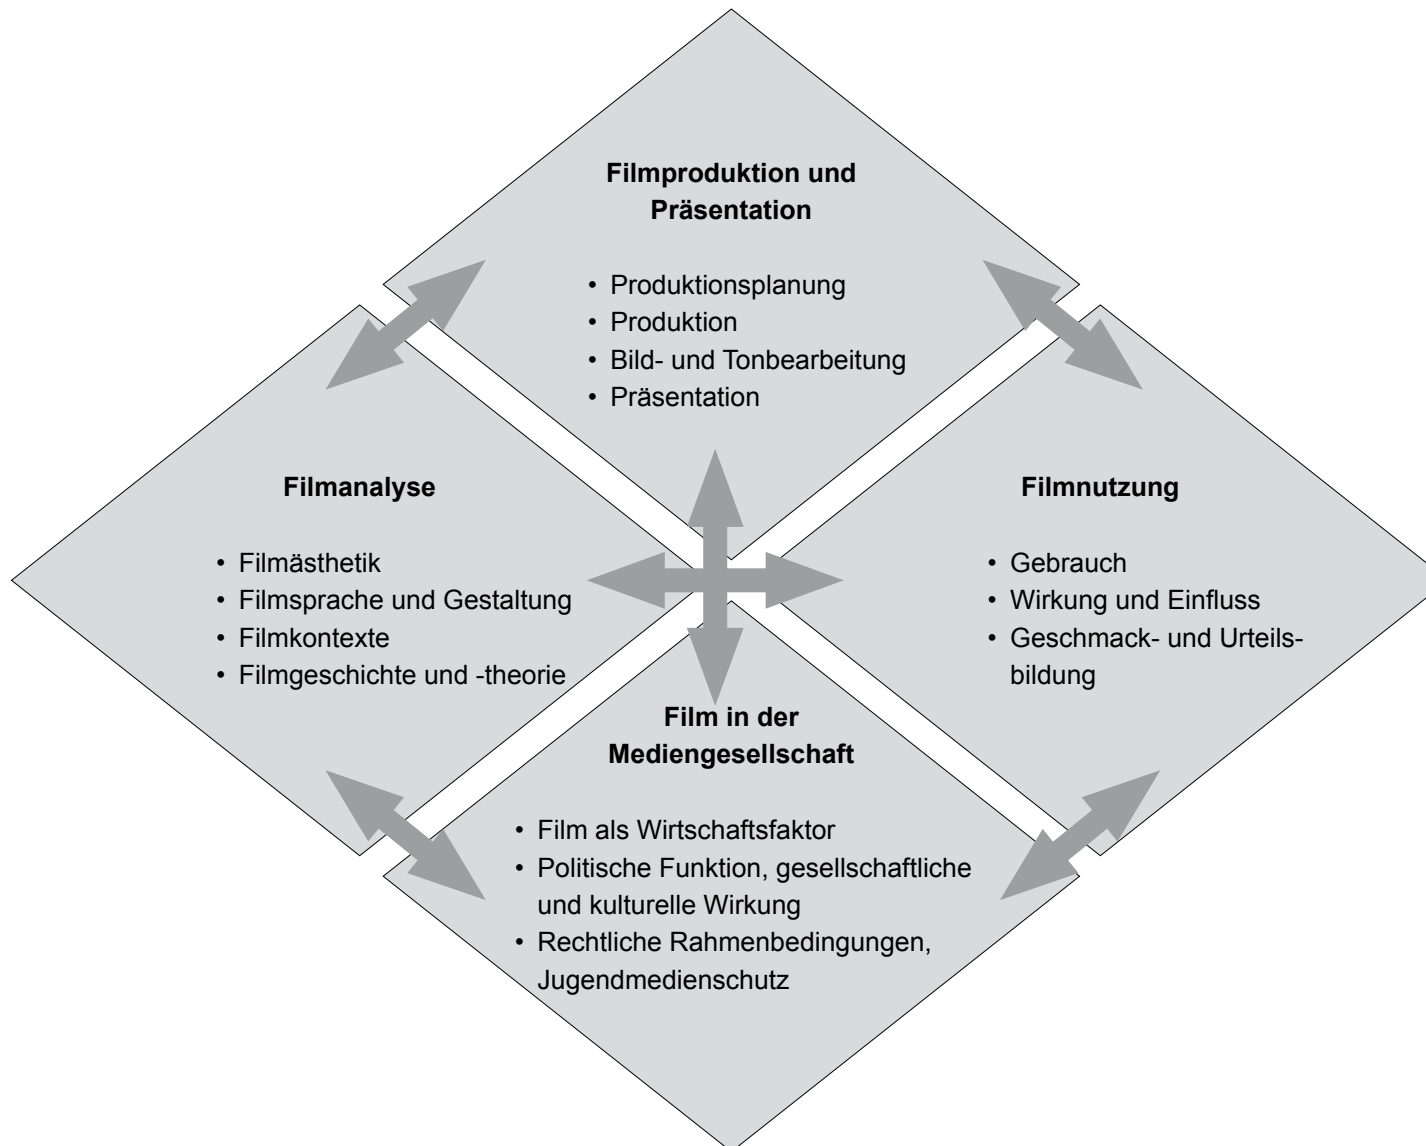 Filmproduktion und
Präsentation
• Produktionsplanung
• Produktion
• Bild- und Tonbearbeitung
• Präsentation
Filmanalyse
• Filmästhetik
• Filmsprache und Gestaltung
• Filmkontexte
• Filmgeschichte und -theorie
Filmnutzung
• Gebrauch
• Wirkung und Einfluss
• Geschmack- und Urteils-
bildung
Film in der
Mediengesellschaft
• Film als Wirtschaftsfaktor
• Politische Funktion, gesellschaftliche
und kulturelle Wirkung
• Rechtliche Rahmenbedingungen,
Jugendmedienschutz